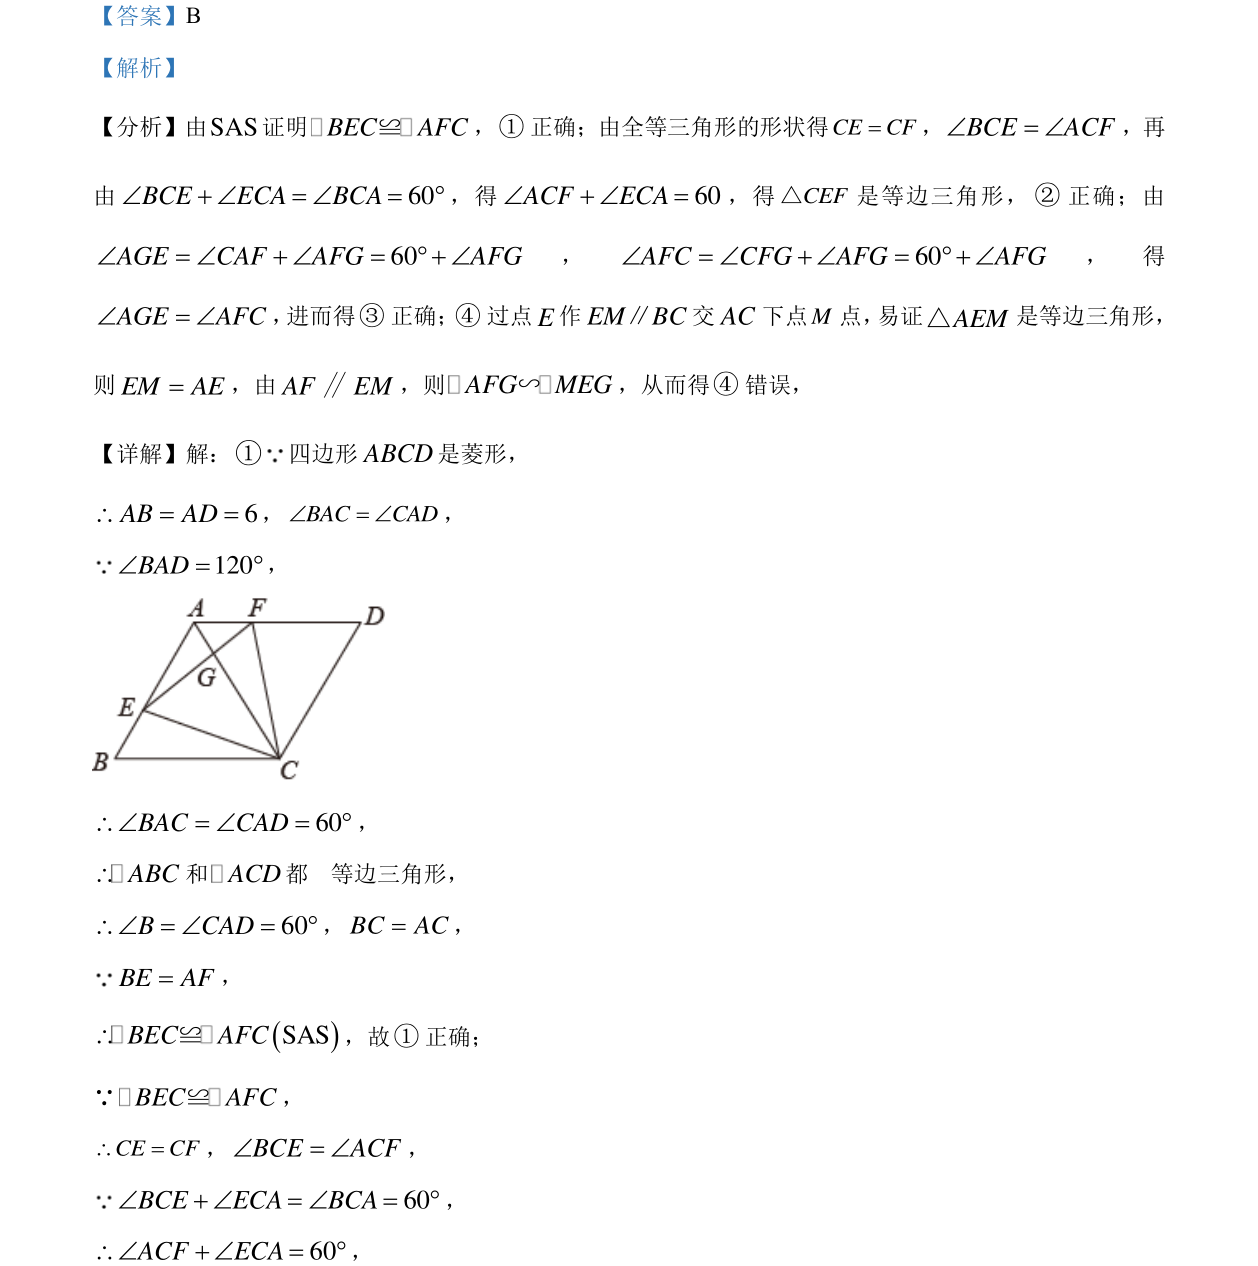 【答案】B
【解析】
【分析】由SAS证明□BEC≌□AFC，①正确；由全等三角形的形状得CE=CF，∠BCE=∠ACF，再
由∠BCE+∠ECA=∠BCA=60°，得∠ACF+∠ECA=60，得△CEF是等边三角形，②正确；由
∠AGE=∠CAF+∠AFG=60°+∠AFG，∠AFC=∠CFG+∠AFG=60°+∠AFG，得
∠AGE=∠AFC，进而得③正确；④过点E作EM∥BC交AC下点M点，易证△AEM是等边三角形，
则EM=AE，由AF∥EM，则□AFG∽□MEG，从而得④错误，
【详解】解：①∵四边形ABCD是菱形，
∴AB=AD=6，∠BAC=∠CAD，
∵∠BAD=120°，
A F D
G
E
B C
∴∠BAC=∠CAD=60°，
∴□ABC和□ACD都 等边三角形，
∴∠B=∠CAD=60°，BC=AC，
∵BE=AF，
∴□BEC≌□AFC(SAS)，故①正确；
∵□BEC≌□AFC，
∴CE=CF，∠BCE=∠ACF，
∵∠BCE+∠ECA=∠BCA=60°，
∴∠ACF+∠ECA=60°，